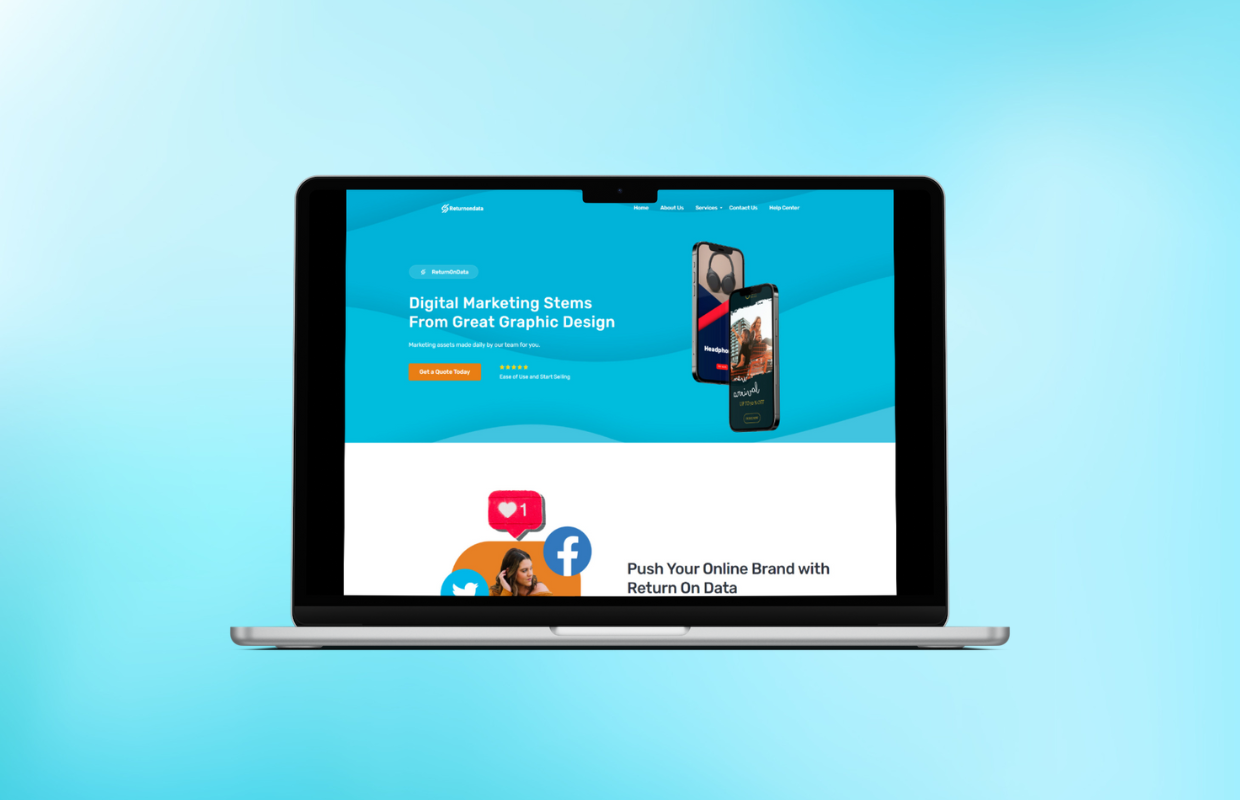 Returnondata
Home About Us Services Contact Us Help Center
ReturnOnData
Digital Marketing Stems
From Great Graphic Design
Marketing assets made daily by our team for you.
Get a Quote Today
Ease of Use and Start Selling
Headpho
arrival
1
Push Your Online Brand with
Return On Data